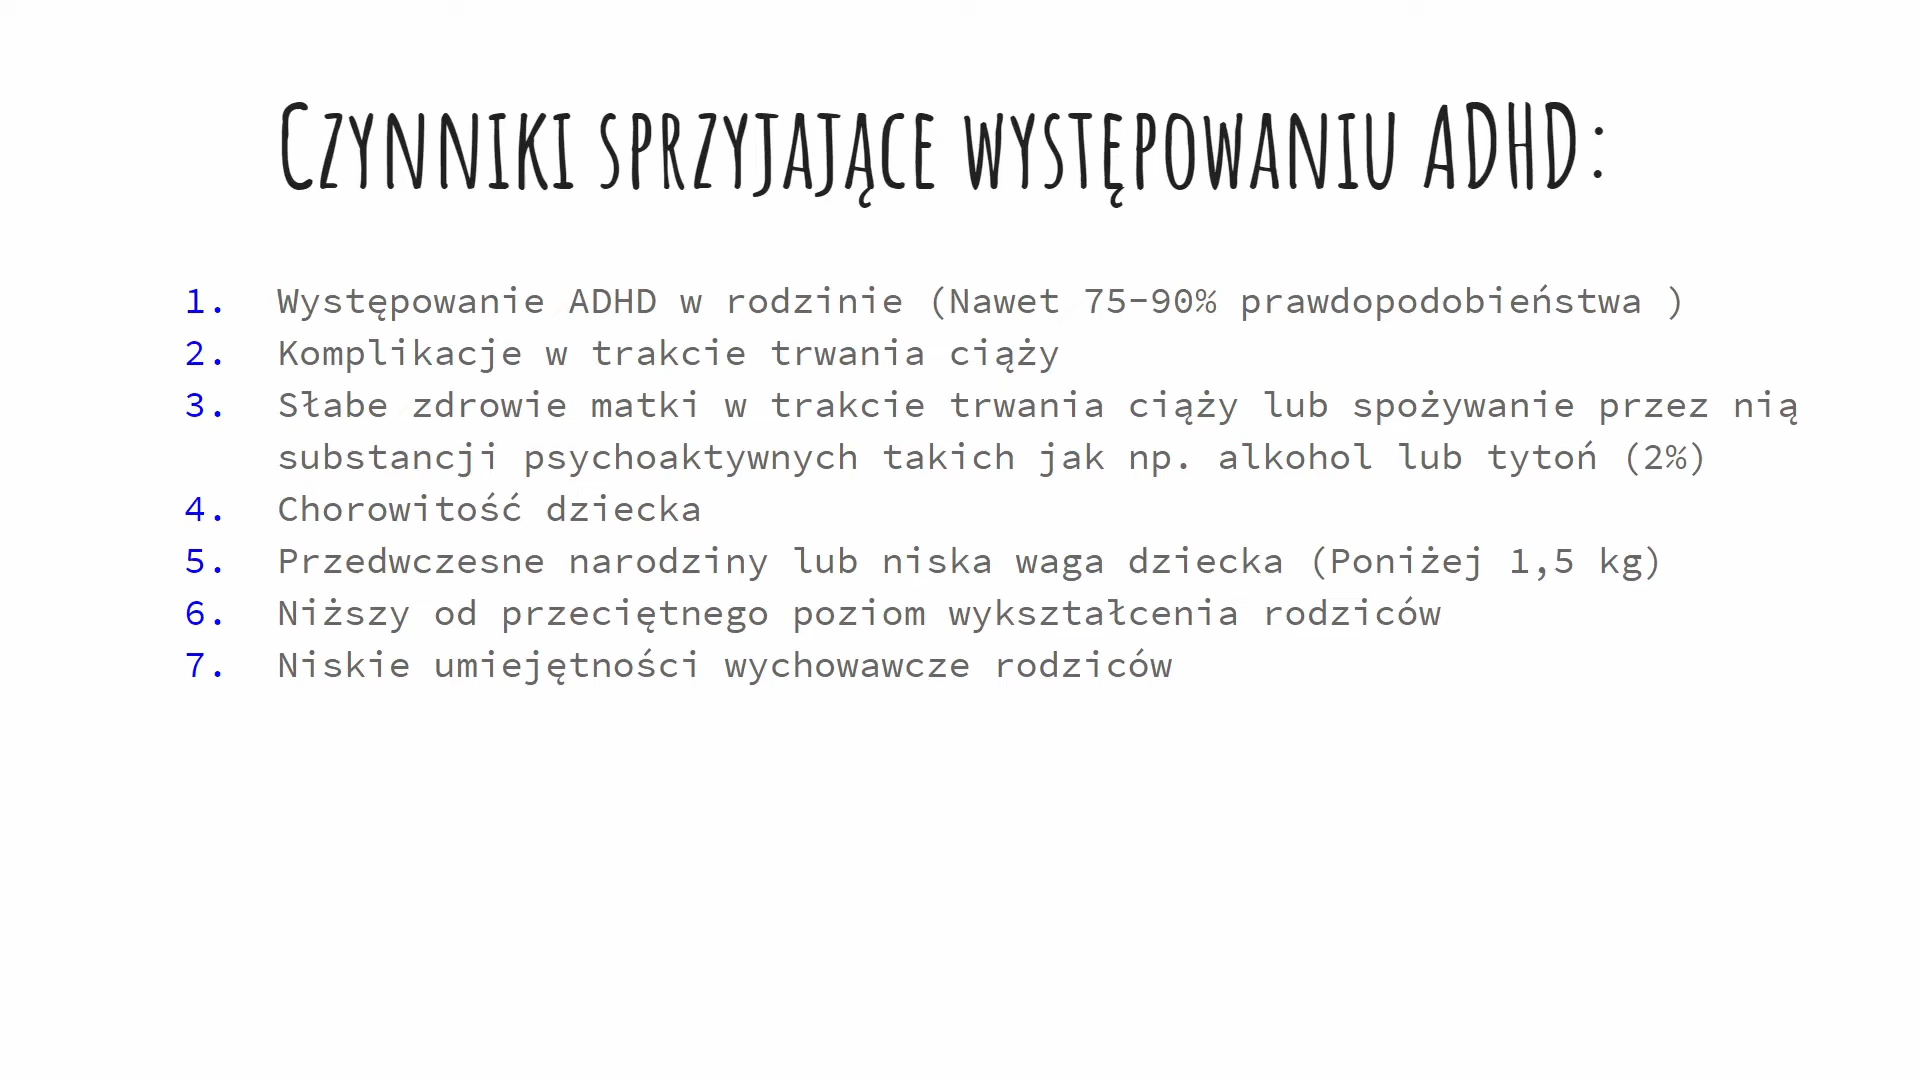 Czynniki sprzyjające występowaniu ADHD:
1. Występowanie ADHD w rodzinie (Nawet 75-90% prawdopodobieństwa )
2. Komplikacje w trakcie trwania ciąży
3. Słabe zdrowie matki w trakcie trwania ciąży lub spożywanie przez nią
substancji psychoaktywnych takich jak np. alkohol lub tytoń (2%)
4. Chorowitość dziecka
5. Przedwczesne narodziny lub niska waga dziecka (Poniżej 1,5 kg)
6. Niższy od przeciętnego poziom wykształcenia rodziców
7. Niskie umiejętności wychowawcze rodziców